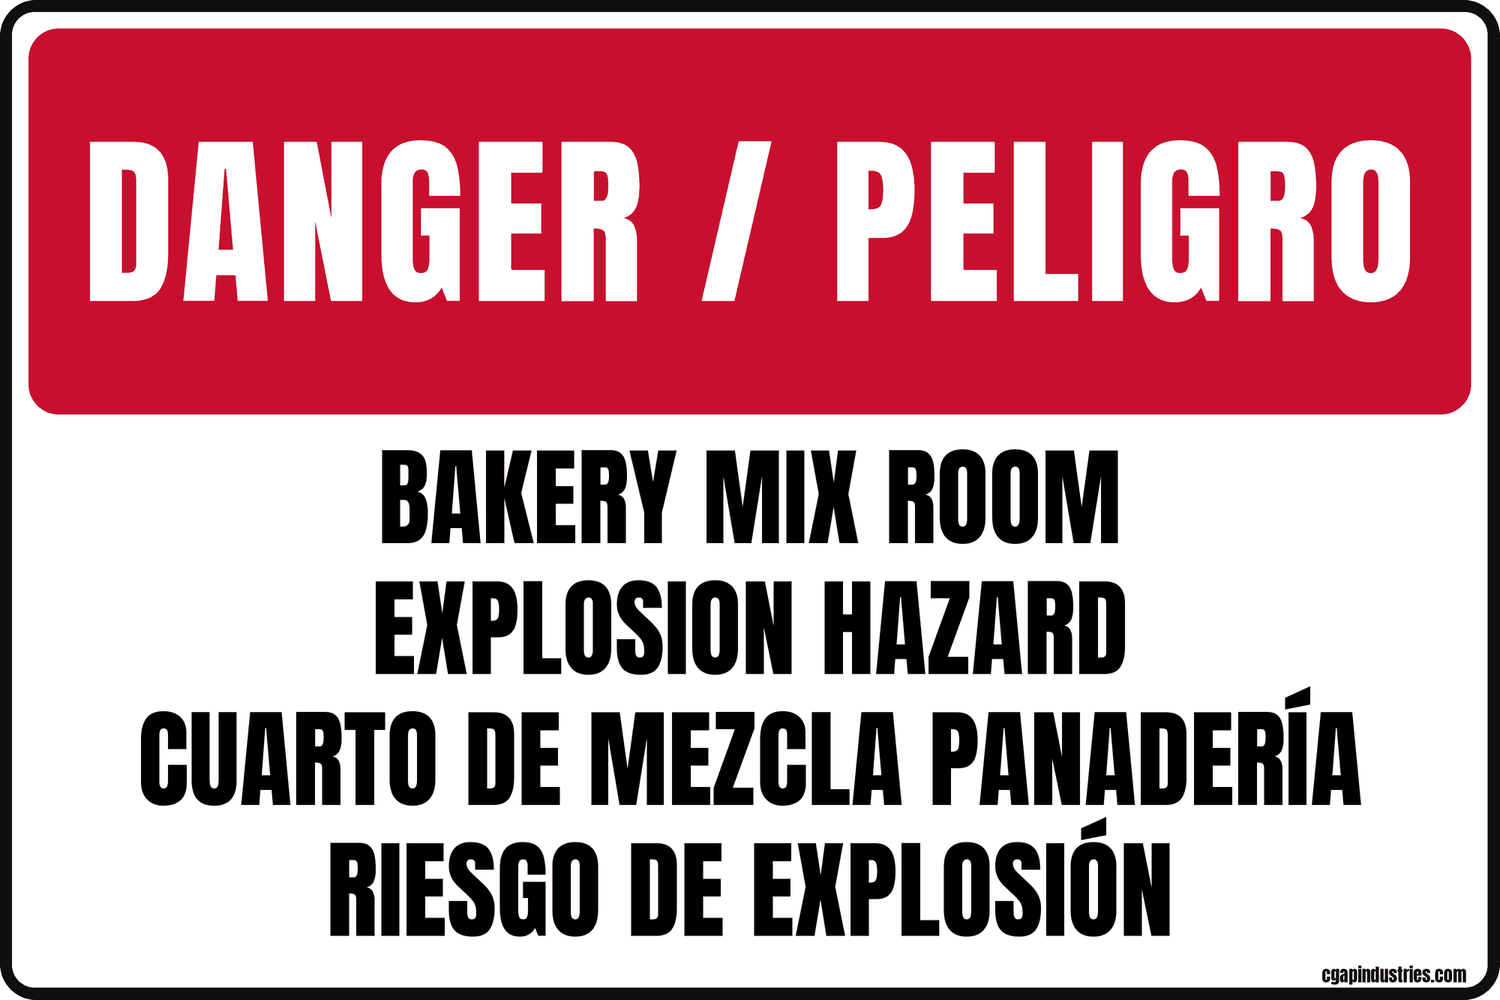 DANGER / PELIGRO
BAKERY MIX ROOM
EXPLOSION HAZARD
CUARTO DE MEZCLA PANADERÍA
RIESGO DE EXPLOSIÓN
cgapindustries.com